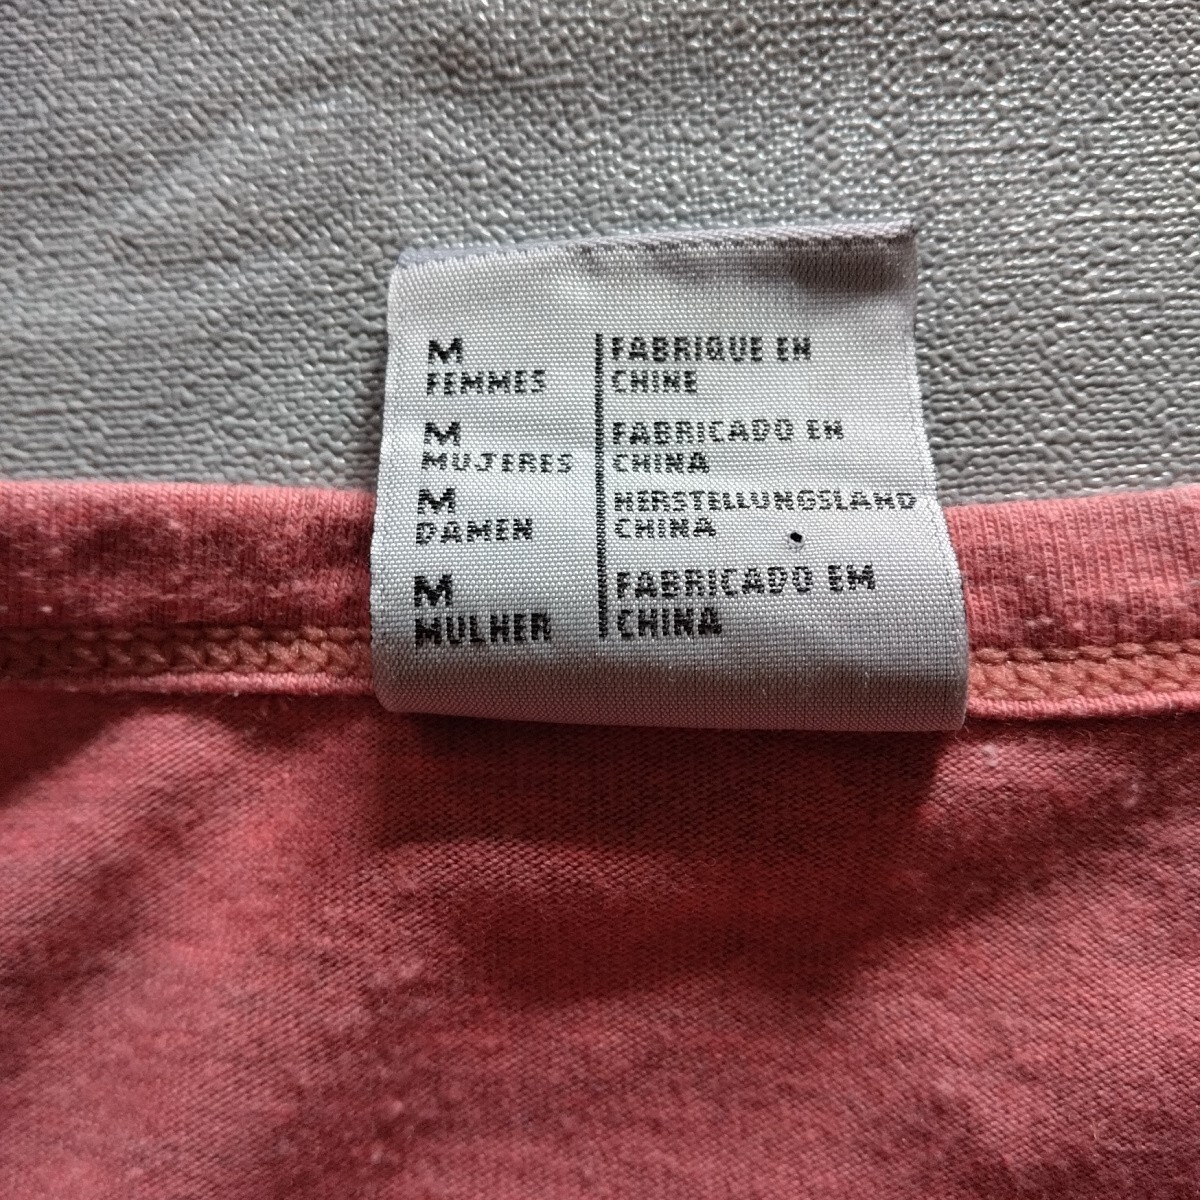 M
FEMMES
FABRIQUE EN
CHINE
M
MUJERES
FABRICADO EN
CHINA
M
DAMEN
HERSTELLUNGSLAND
CHINA
M
MULHER
FABRICADO EM
CHINA